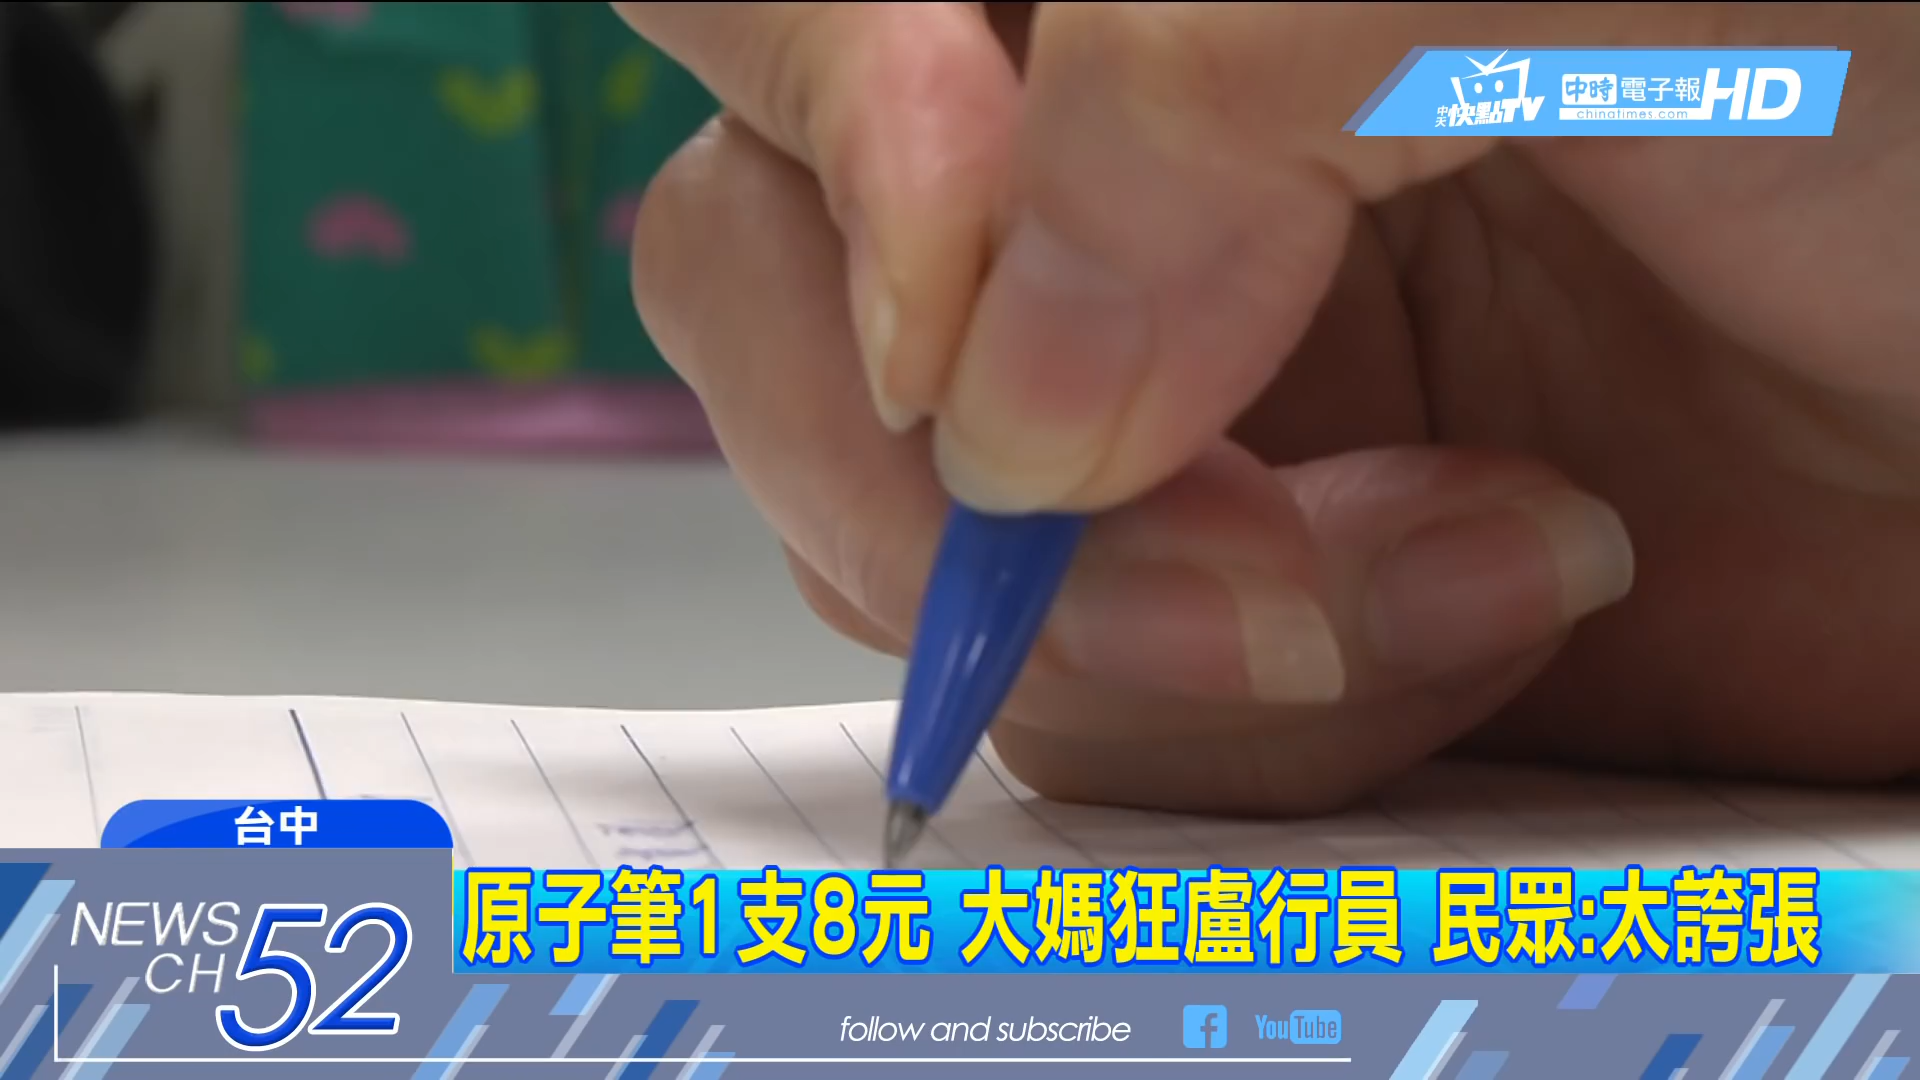 中天快點TV
中時電子報HD
chinatimes.com
台中
原子筆1支8元 大媽狂盧行員 民眾:太誇張
NEWS
CH 52
follow and subscribe
YouTube